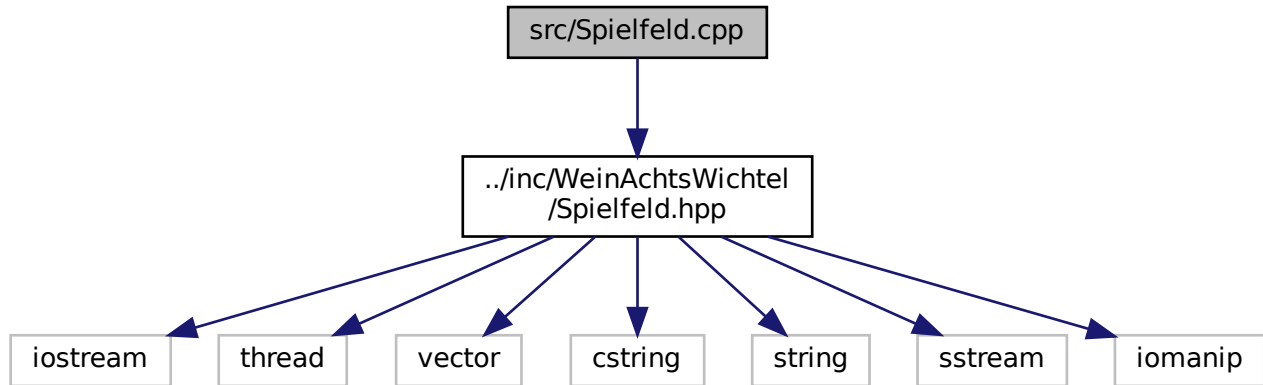 src/Spielfeld.cpp
../inc/WeinAchtsWichtel
/Spielfeld.hpp
iostream
thread
vector
cstring
string
sstream
iomanip